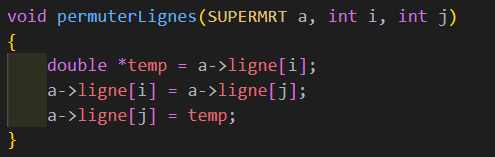 void permuterLignes(SUPERMRT a, int i, int j)
{
    double *temp = a->ligne[i];
    a->ligne[i] = a->ligne[j];
    a->ligne[j] = temp;
}